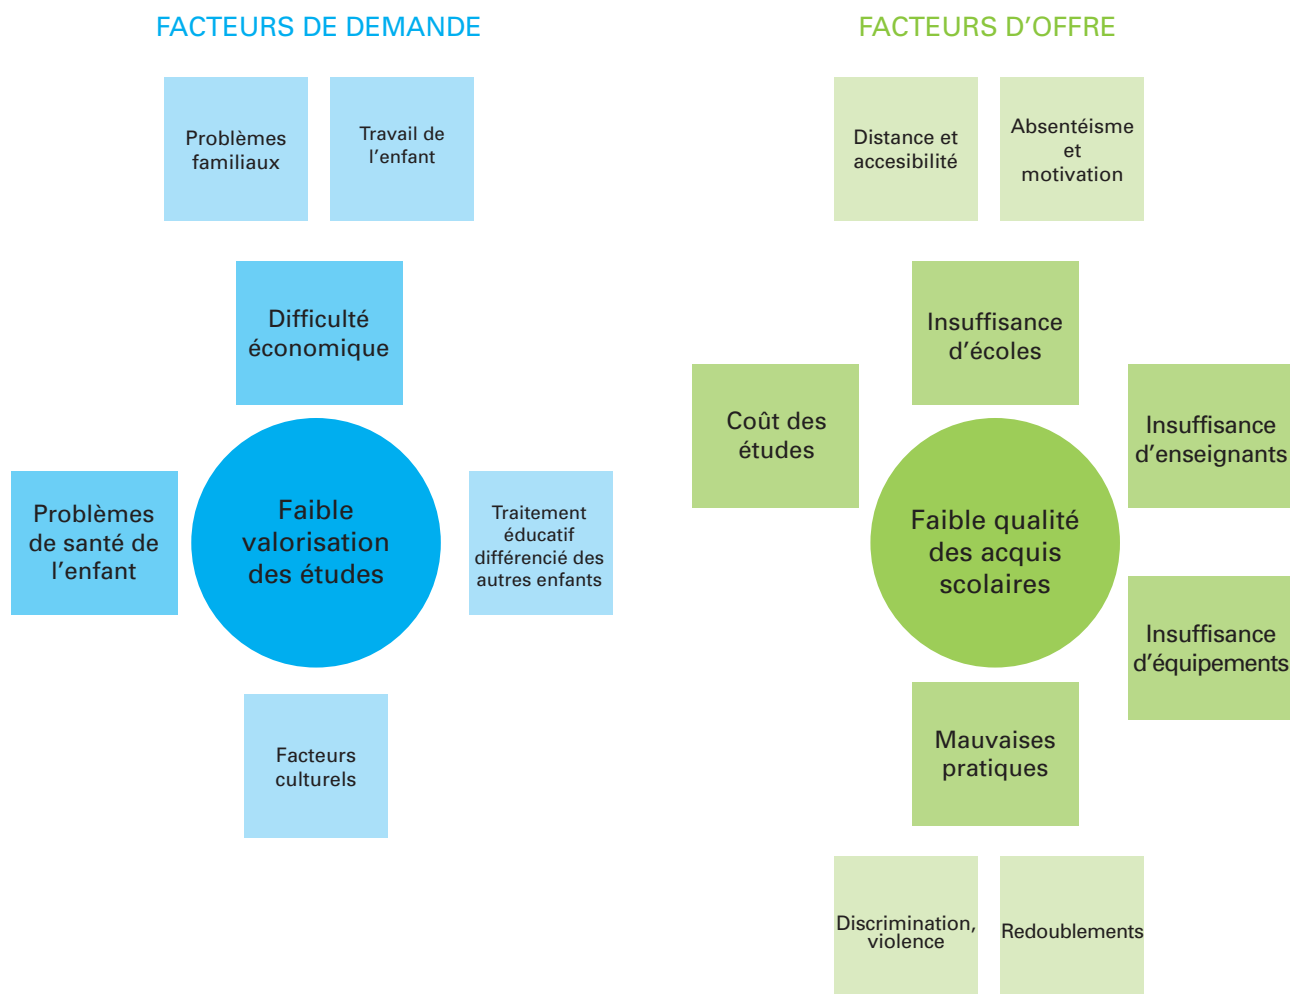 FACTEURS DE DEMANDE
Problèmes
familiaux
Travail de
l’enfant
Difficulté
économique
Problèmes
de santé de
l’enfant
Faible
valorisation
des études
Traitement
éducatif
différencié des
autres enfants
Facteurs
culturels
FACTEURS D’OFFRE
Distance et
accesibilité
Absentéisme
et
motivation
Insuffisance
d’écoles
Coût des
études
Insuffisance
d’enseignants
Faible qualité
des acquis
scolaires
Insuffisance
d’équipements
Mauvaises
pratiques
Discrimination,
violence
Redoublements